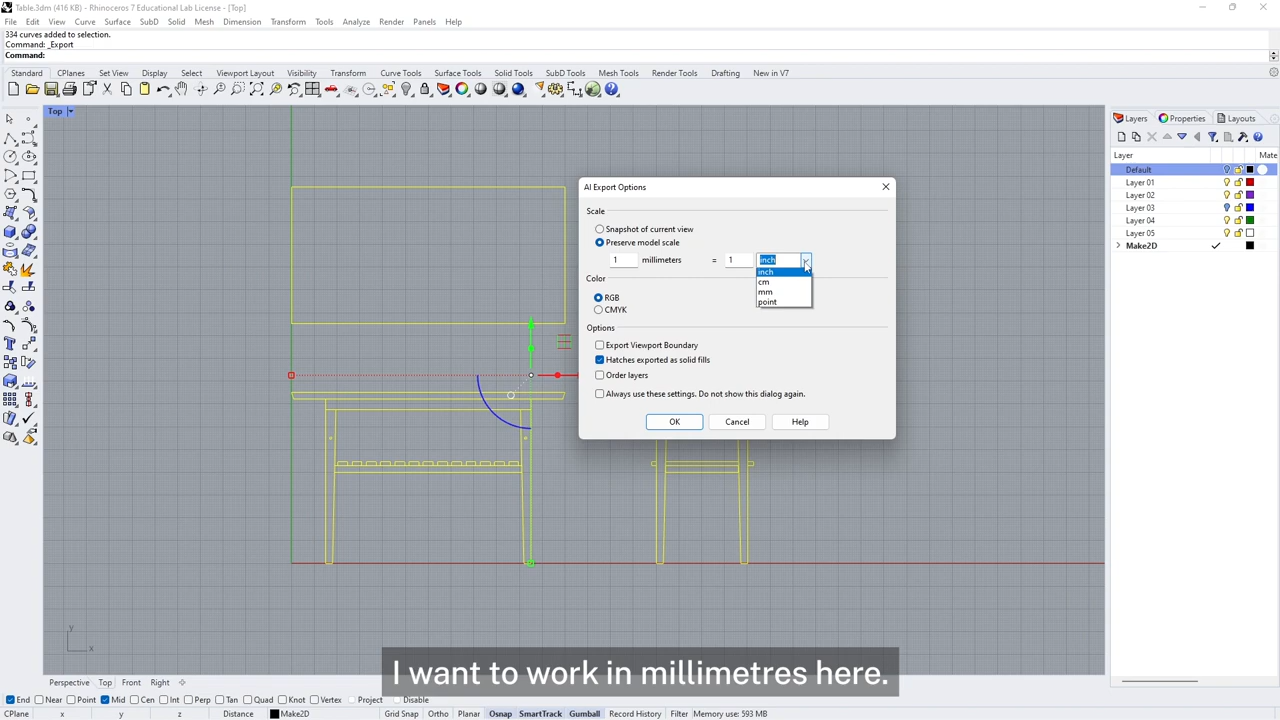 Table.3dm (416 KB) - Rhinoceros 7 Educational Lab License - [Top]
File Edit View Curve Surface SubD Solid Mesh Dimension Transform Tools Analyze Render Panels Help
334 curves added to selection.
Command: _Export
Command:
Standard CPlanes Set View Display Select Viewport Layout Visibility Transform Curve Tools Surface Tools Solid Tools SubD Tools Mesh Tools Render Tools Drafting New in V7
Top
Layers Properties Layouts
Layer Mate
Default
Layer 01
Layer 02
Layer 03
Layer 04
Layer 05
Make2D
AI Export Options
Scale
Snapshot of current view
Preserve model scale
1 millimeters = 1 inch
inch
cm
mm
point
Color
RGB
CMYK
Options
Export Viewport Boundary
Hatches exported as solid fills
Order layers
Always use these settings. Do not show this dialog again.
OK Cancel Help
y
x
I want to work in millimetres here.
Perspective Top Front Right
End Near Point Mid Cen Int Perp Tan Quad Knot Vertex Project Disable
CPlane x y z Distance Make2D Grid Snap Ortho Planar Osnap SmartTrack Gumball Record History Filter Memory use: 593 MB